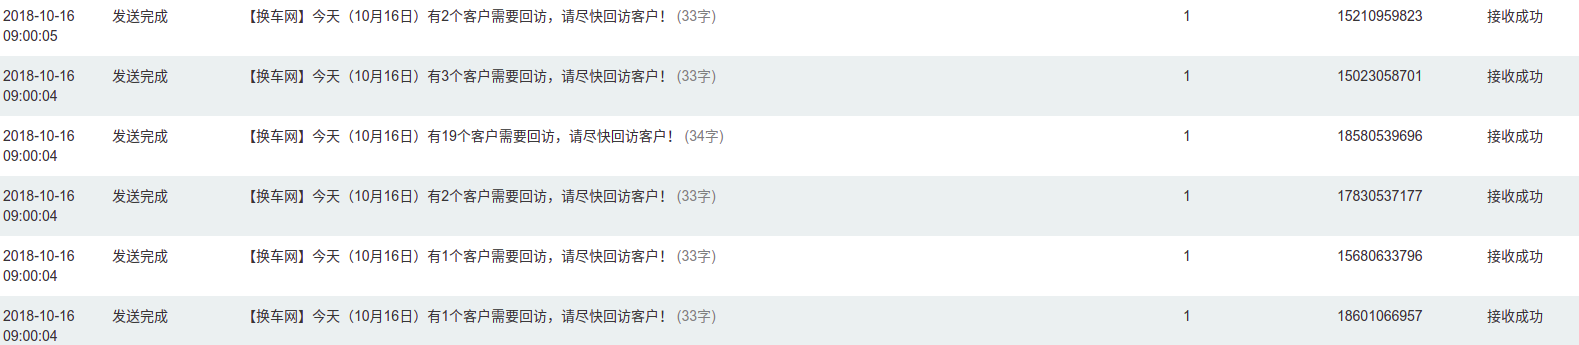 2018-10-16 发送完成 【换车网】今天（10月16日）有2个客户需要回访，请尽快回访客户！ (33字) 1 15210959823 接收成功
09:00:05
2018-10-16 发送完成 【换车网】今天（10月16日）有3个客户需要回访，请尽快回访客户！ (33字) 1 15023058701 接收成功
09:00:04
2018-10-16 发送完成 【换车网】今天（10月16日）有19个客户需要回访，请尽快回访客户！ (34字) 1 18580539696 接收成功
09:00:04
2018-10-16 发送完成 【换车网】今天（10月16日）有2个客户需要回访，请尽快回访客户！ (33字) 1 17830537177 接收成功
09:00:04
2018-10-16 发送完成 【换车网】今天（10月16日）有1个客户需要回访，请尽快回访客户！ (33字) 1 15680633796 接收成功
09:00:04
2018-10-16 发送完成 【换车网】今天（10月16日）有1个客户需要回访，请尽快回访客户！ (33字) 1 18601066957 接收成功
09:00:04